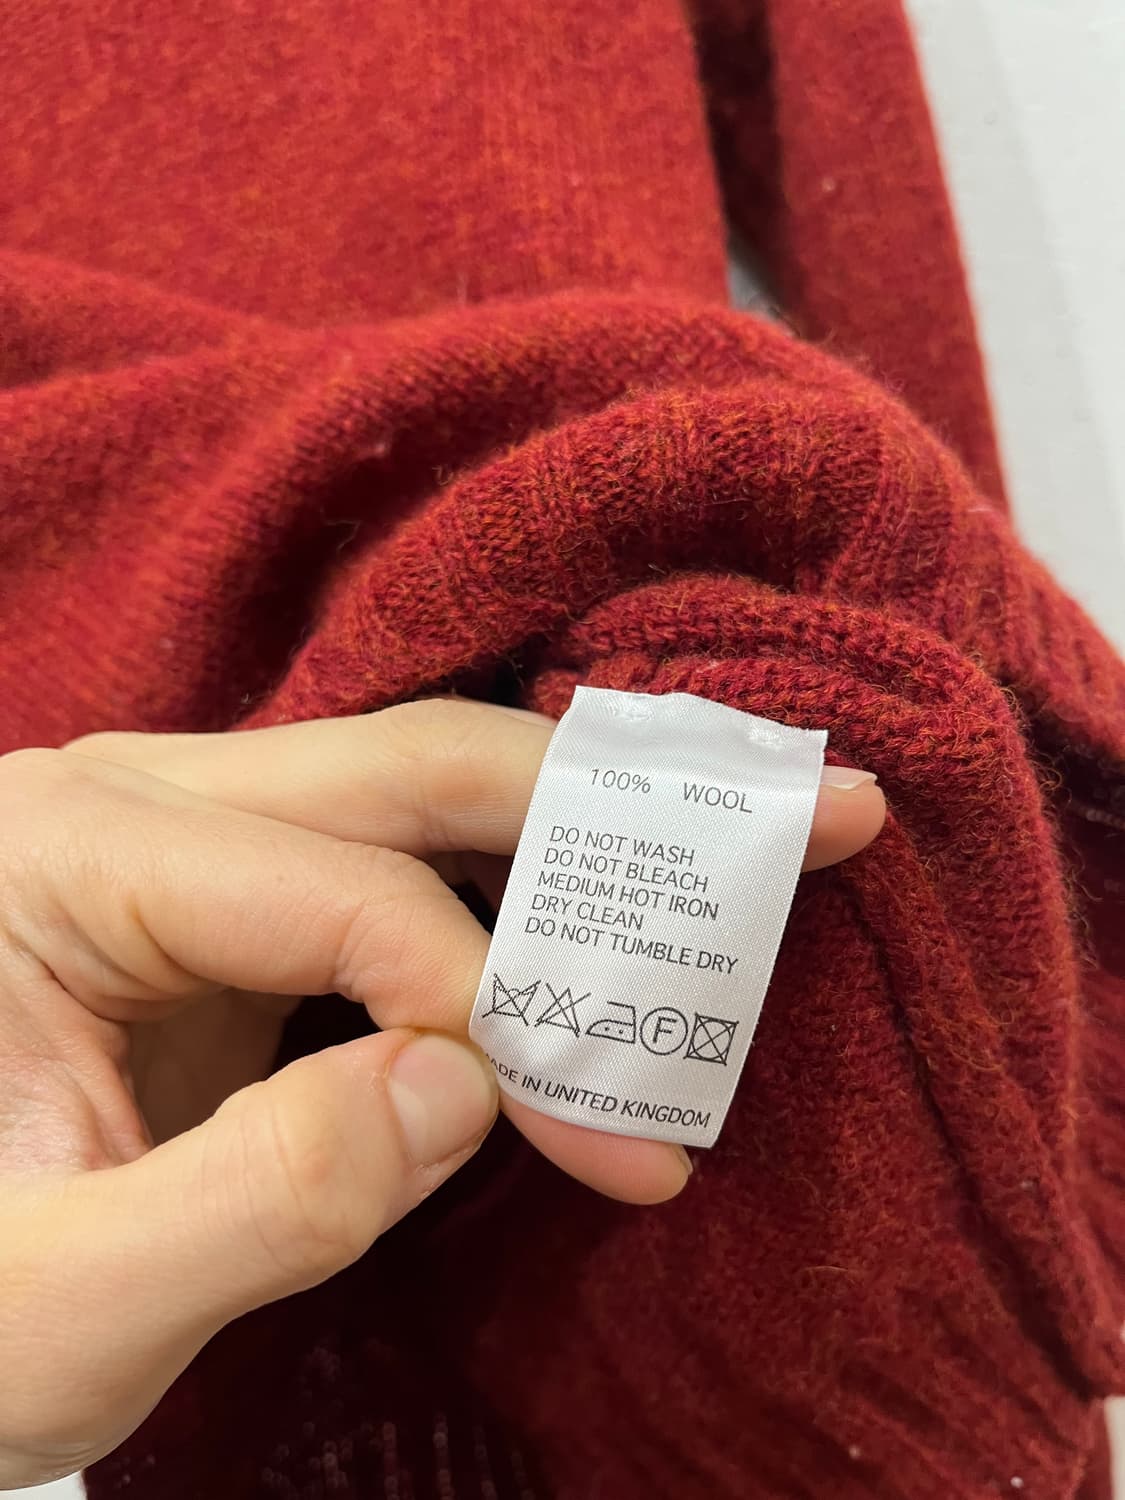 100% WOOL
DO NOT WASH
DO NOT BLEACH
MEDIUM HOT IRON
DRY CLEAN
DO NOT TUMBLE DRY
F
MADE IN UNITED KINGDOM